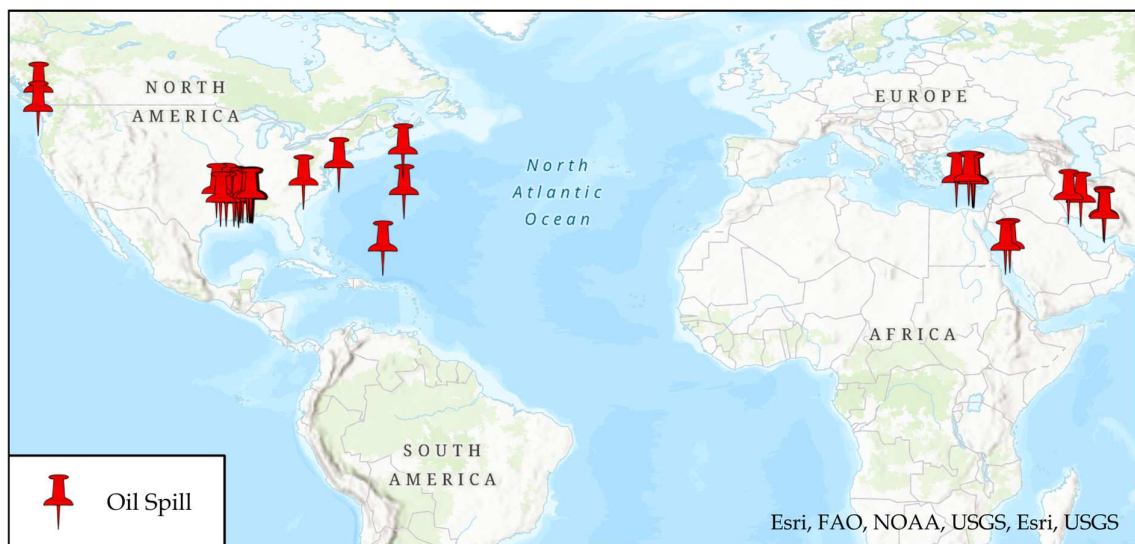 NORTH
AMERICA
EUROPE
North
Atlantic
Ocean
AFRICA
SOUTH
AMERICA
Oil Spill
Esri, FAO, NOAA, USGS, Esri, USGS